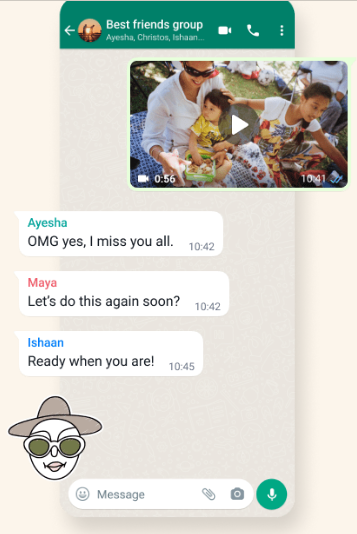 Best friends group
Ayesha, Christos, Ishaan...
0:56
10:41
Ayesha
OMG yes, I miss you all.
10:42
Maya
Let's do this again soon?
10:42
Ishaan
Ready when you are!
10:45
Message